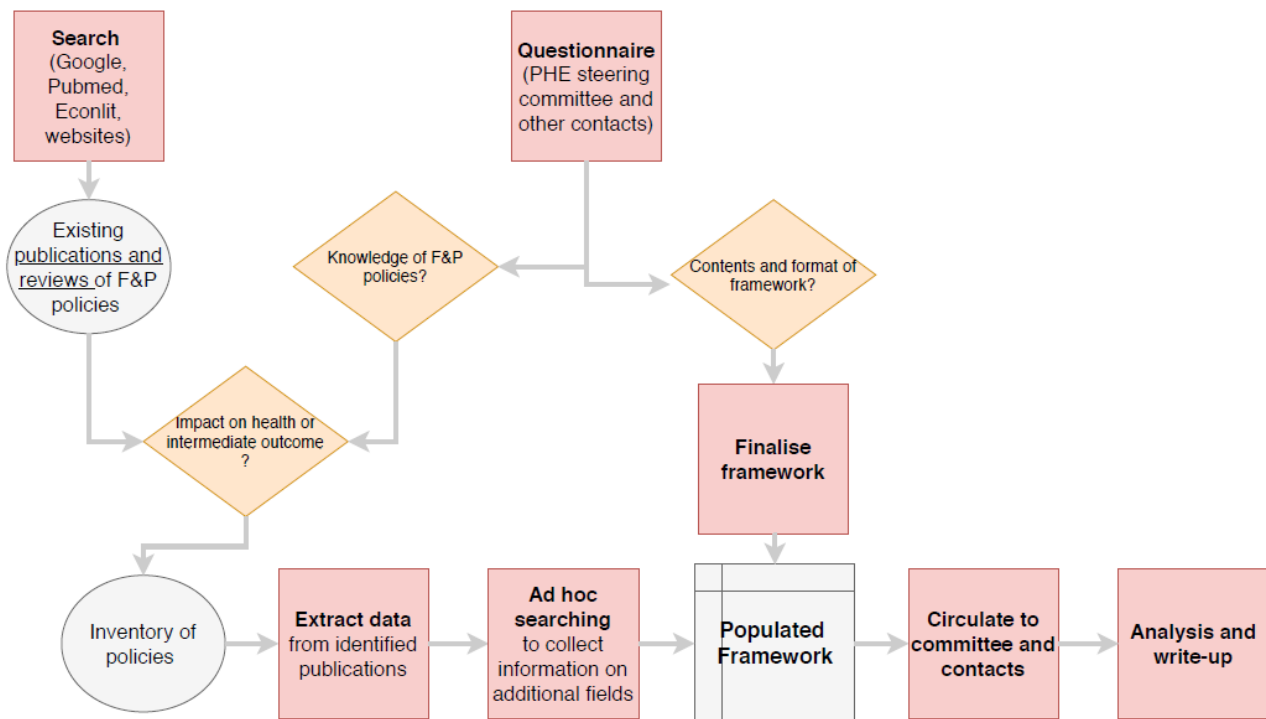 Search
(Google,
Pubmed,
Econlit,
websites)
Questionnaire
(PHE steering
committee and
other contacts)
Existing
publications and
reviews of F&P
policies
Knowledge of F&P
policies?
Contents and format of
framework?
Impact on health or
intermediate outcome
?
Finalise
framework
Inventory of
policies
Extract data
from identified
publications
Ad hoc
searching
to collect
information on
additional fields
Populated
Framework
Circulate to
committee and
contacts
Analysis and
write-up